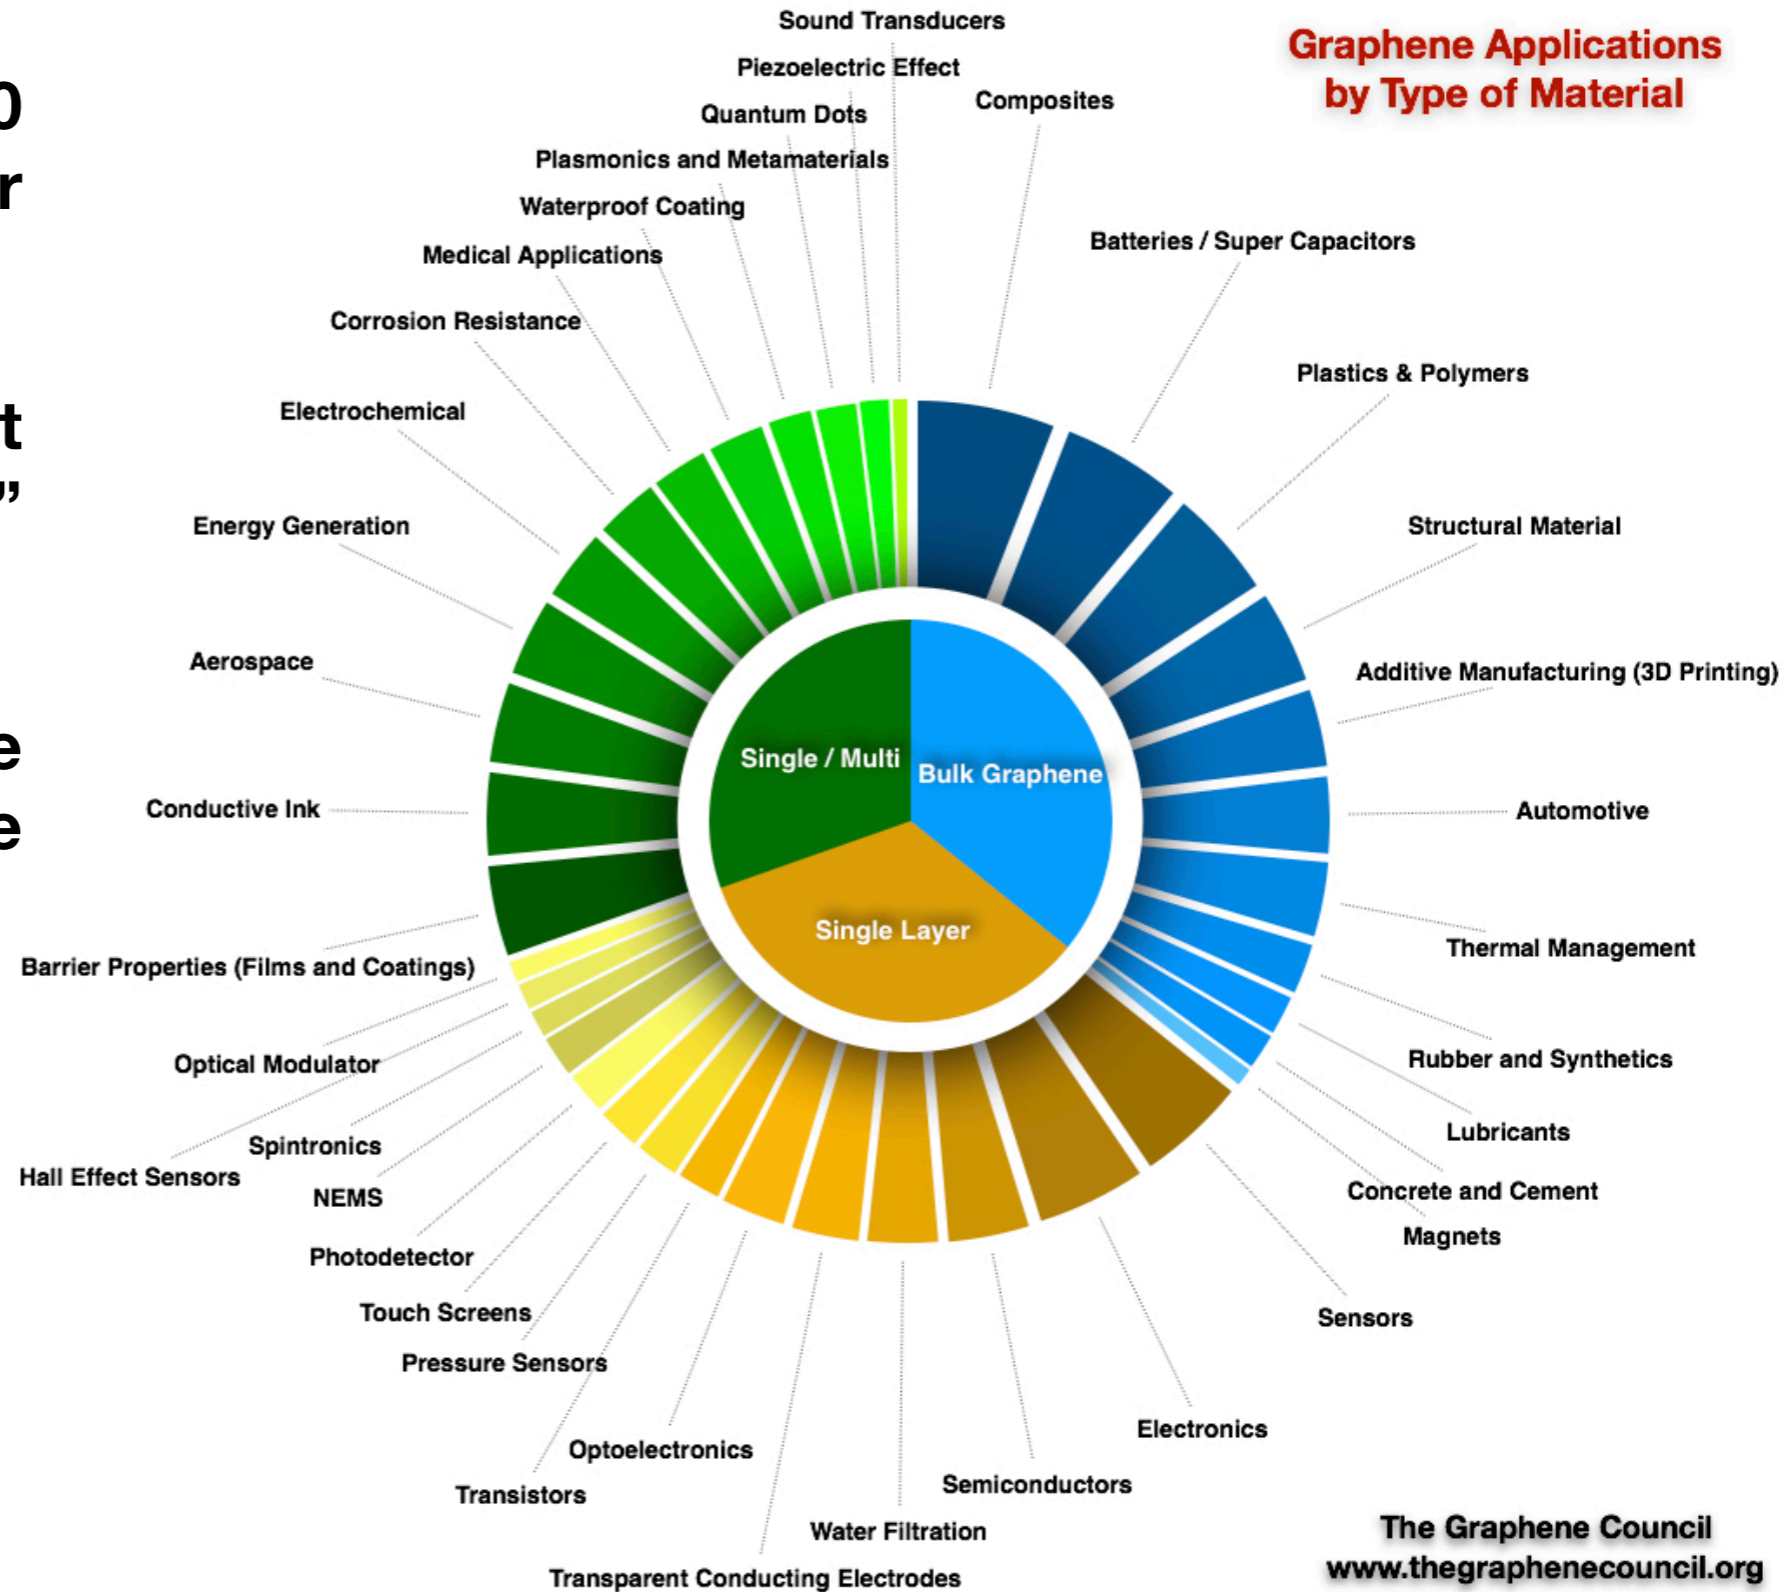 Sound Transducers
Graphene Applications
by Type of Material
Piezoelectric Effect
Composites
Quantum Dots
Plasmonics and Metamaterials
Waterproof Coating
Medical Applications
Batteries / Super Capacitors
Corrosion Resistance
Plastics & Polymers
Electrochemical
Energy Generation
Structural Material
Aerospace
Additive Manufacturing (3D Printing)
Single / Multi
Bulk Graphene
Conductive Ink
Automotive
Single Layer
Thermal Management
Barrier Properties (Films and Coatings)
Rubber and Synthetics
Optical Modulator
Lubricants
Spintronics
Hall Effect Sensors
Concrete and Cement
NEMS
Magnets
Photodetector
Touch Screens
Sensors
Pressure Sensors
Electronics
Optoelectronics
Semiconductors
Transistors
Water Filtration
Transparent Conducting Electrodes
The Graphene Council
www.thegraphenecouncil.org
0
r
t
”
e
e